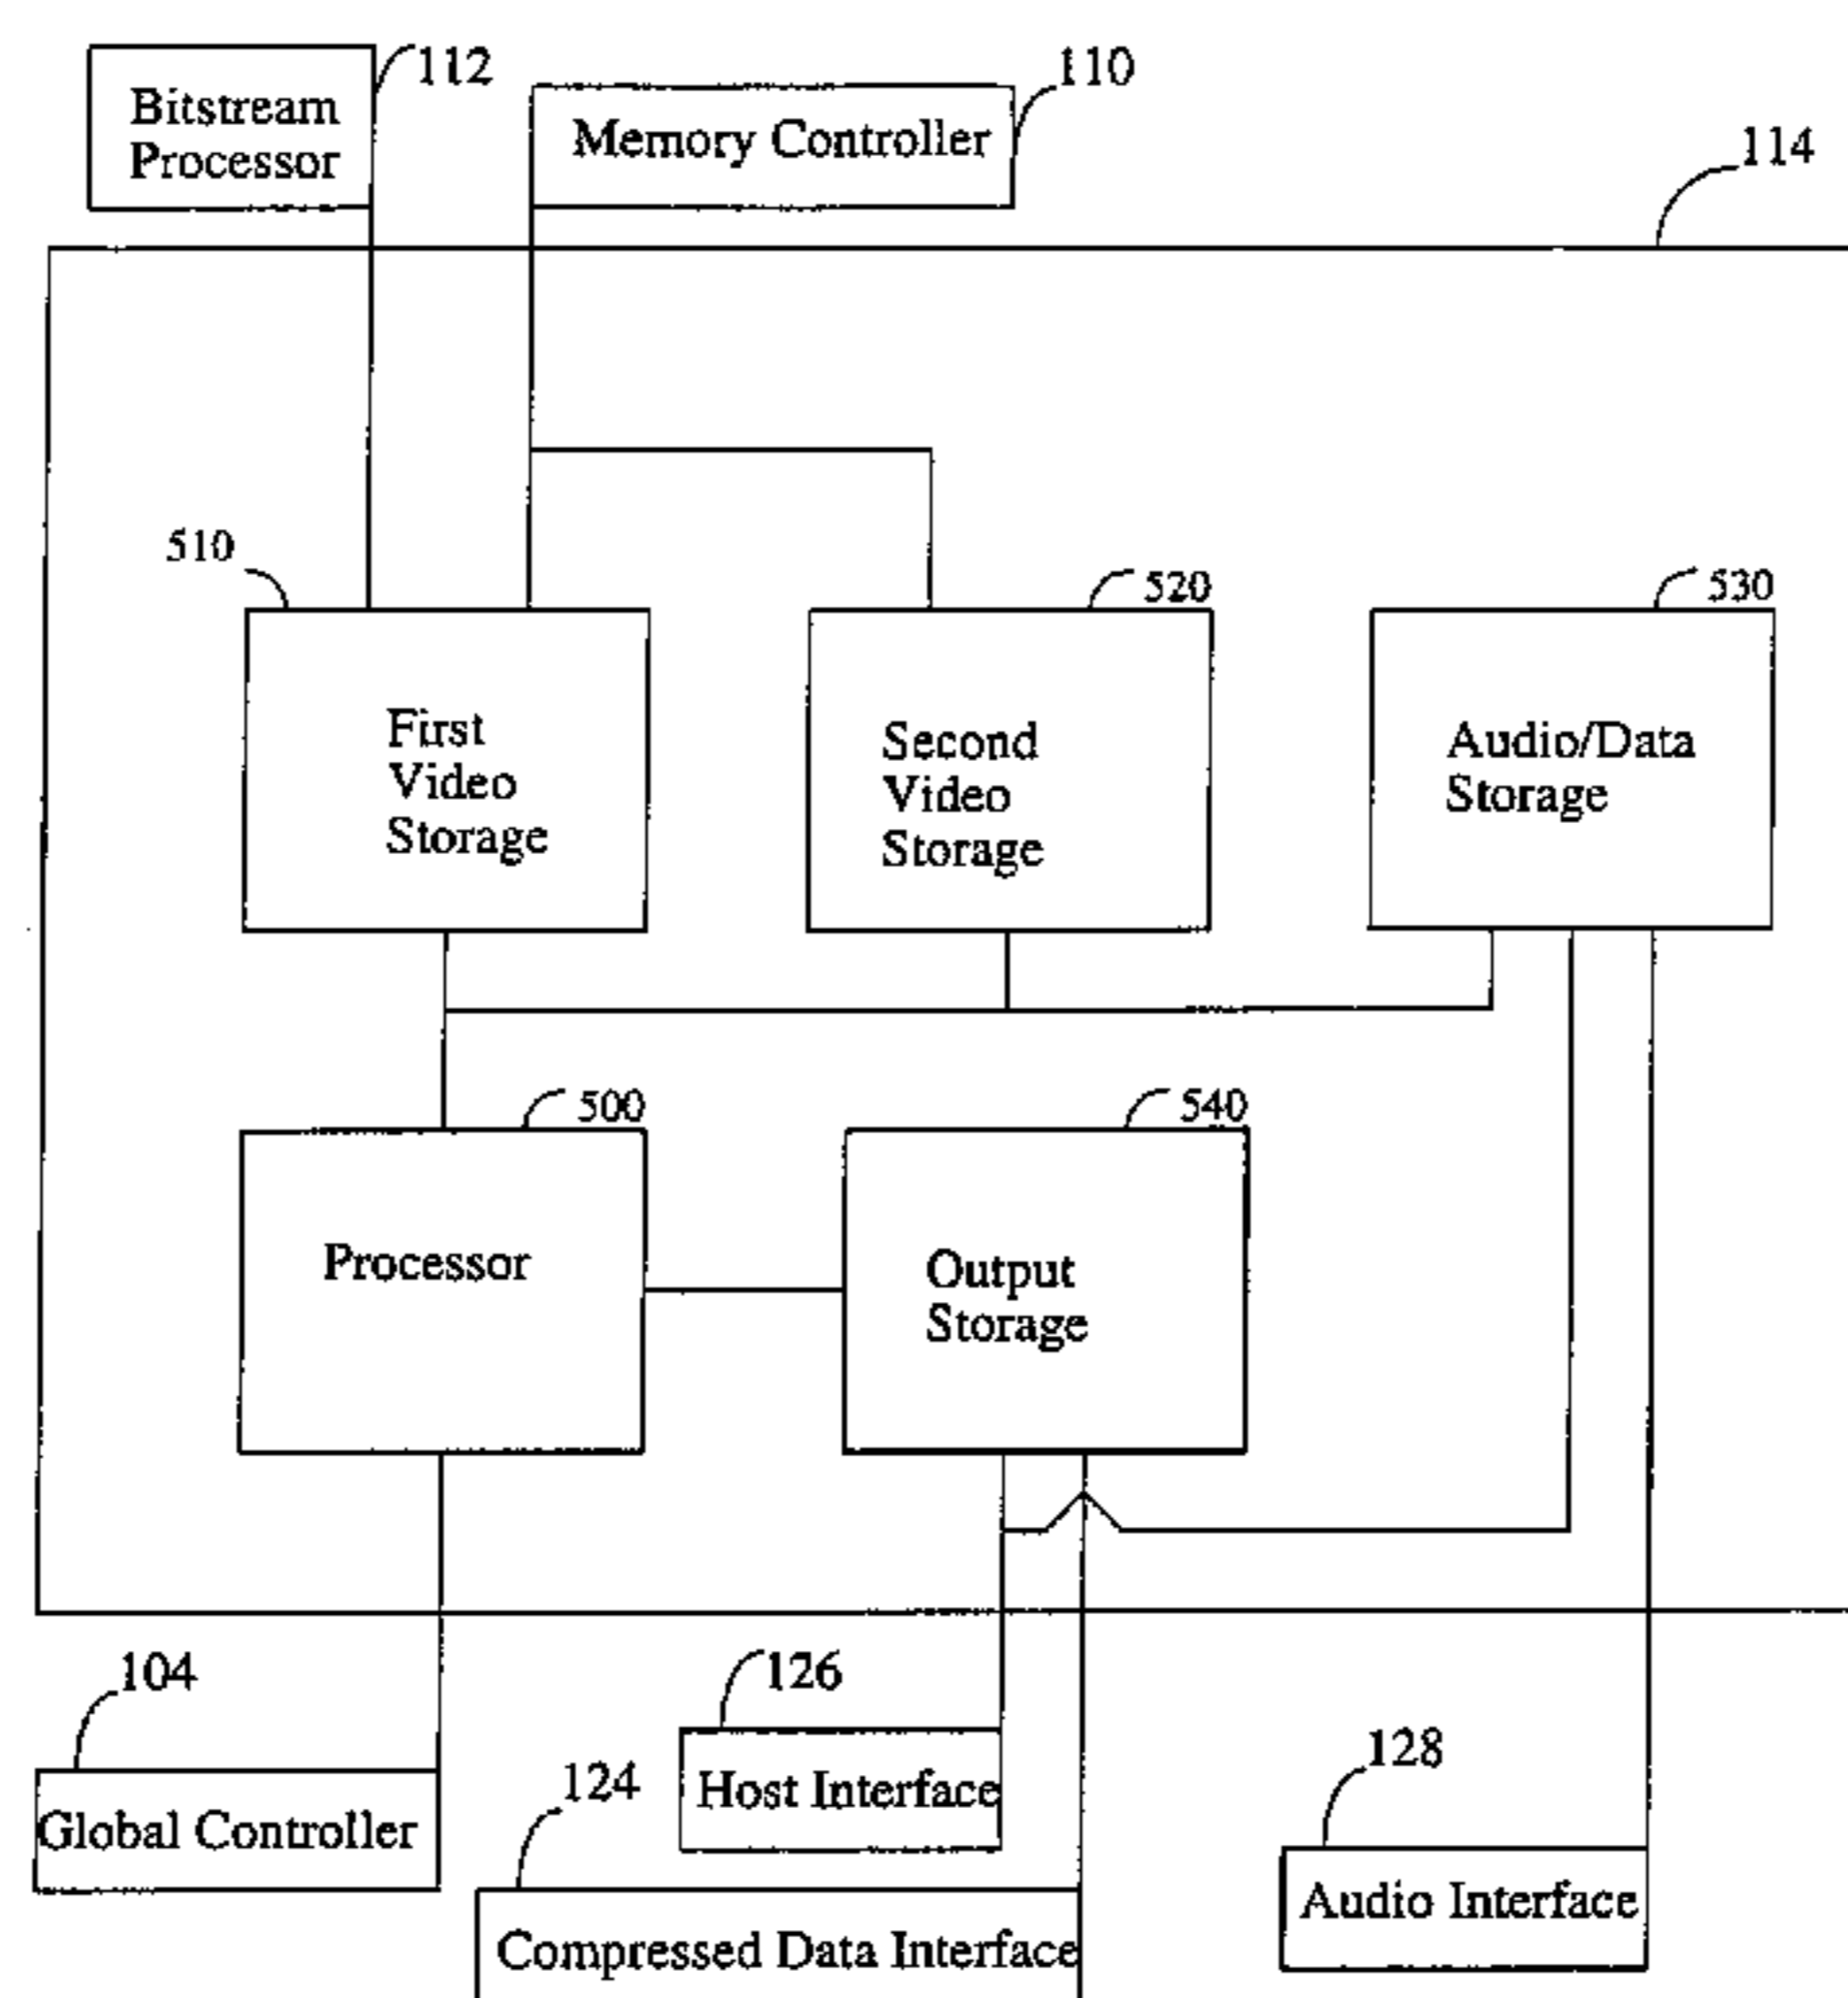 112
Bitstream
Processor
110
Memory Controller
114
510
520
530
First
Video
Storage
Second
Video
Storage
Audio/Data
Storage
500
540
Processor
Output
Storage
104
126
128
124
Host Interface
Global Controller
Audio Interface
Compressed Data Interface